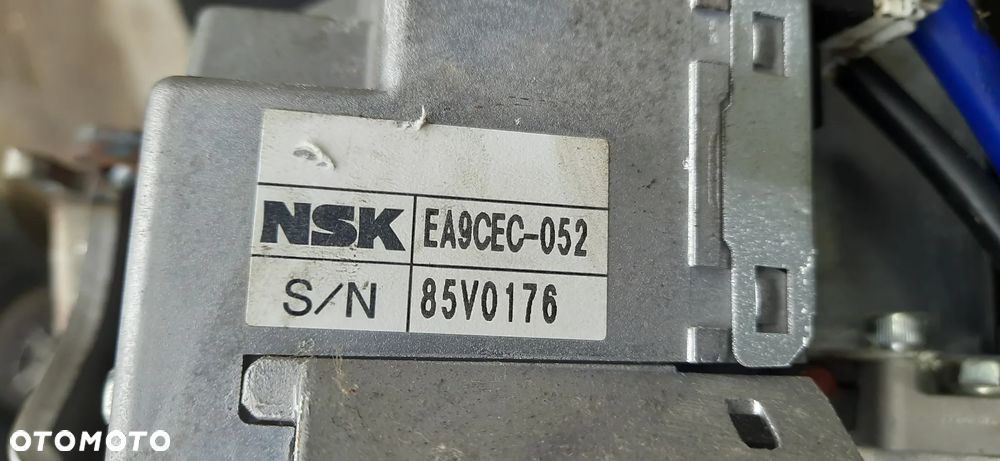 NSK EA9CEC-052
S/N 85V0176
OTOMOTO